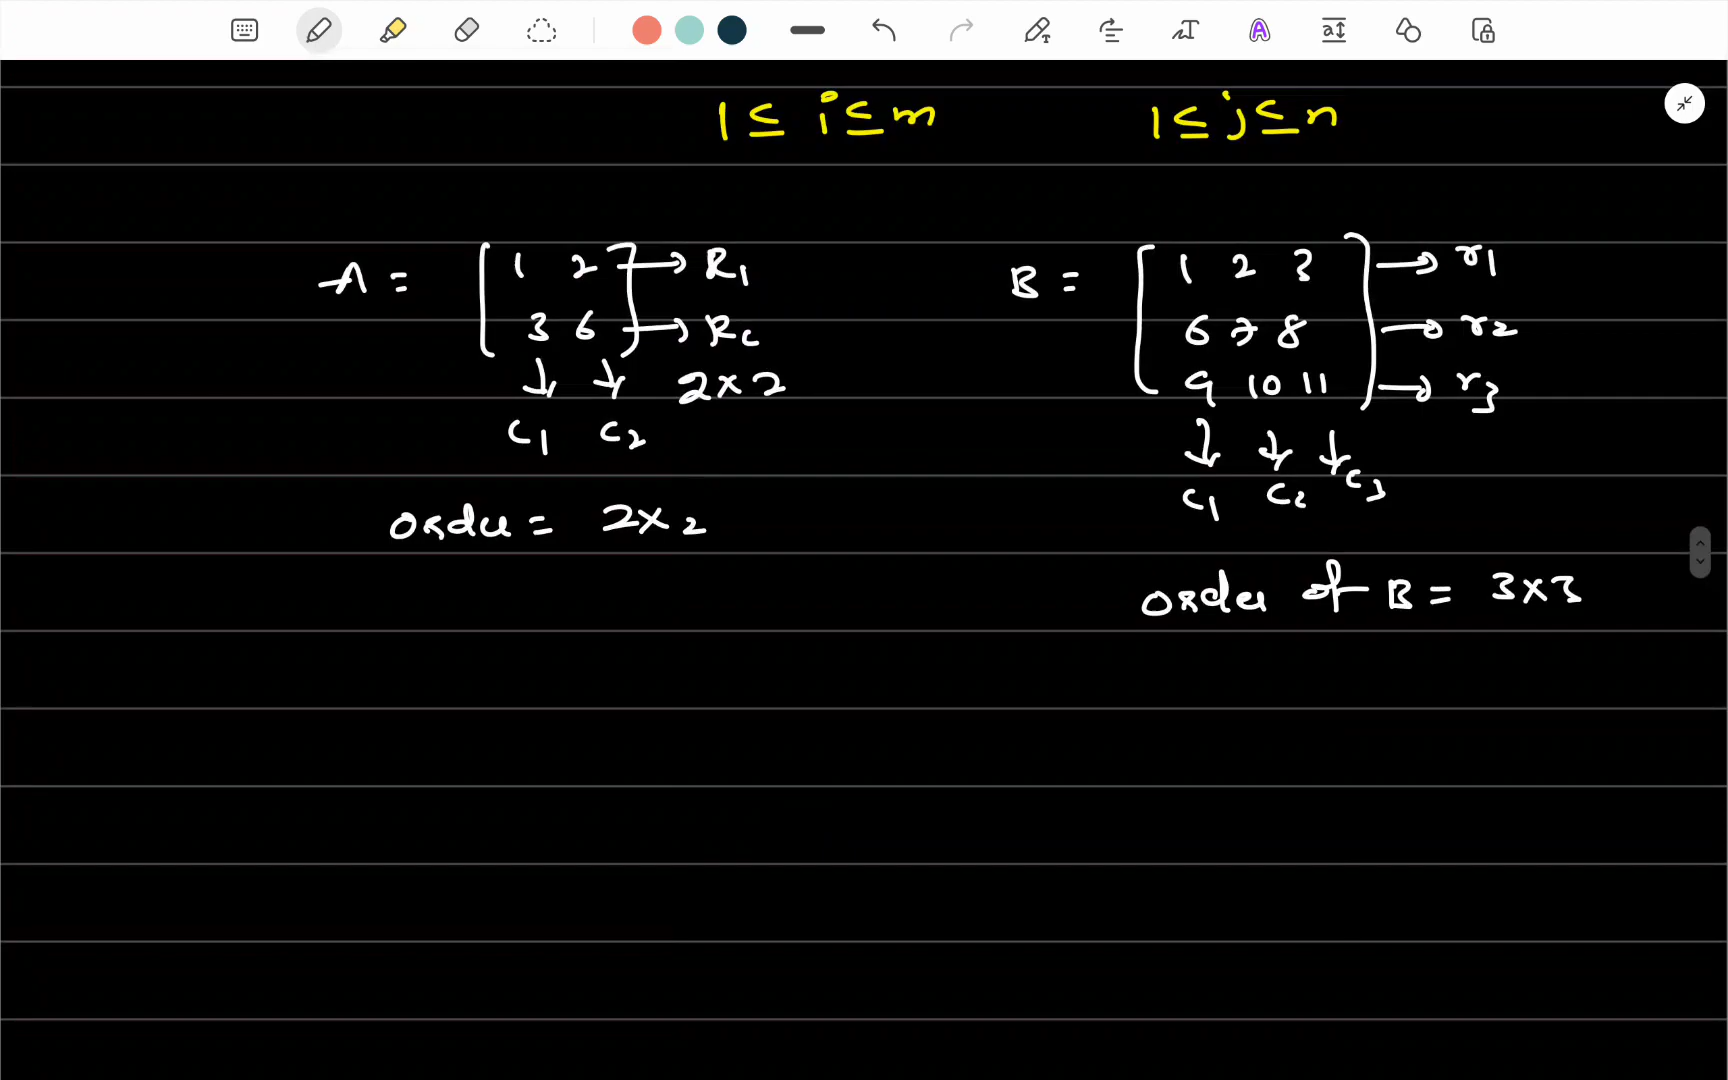 1 ≤ i ≤ m 1 ≤ j ≤ n
A = [ 1 2 ] → R1 B = [ 1 2 3 ] → r1
[ 3 6 ] → R2 [ 6 7 8 ] → r2
↓ ↓ 2×2 [ 9 10 11 ] → r3
C1 C2 ↓ ↓ ↓
C1 C2 C3
order = 2×2
order of B = 3×3